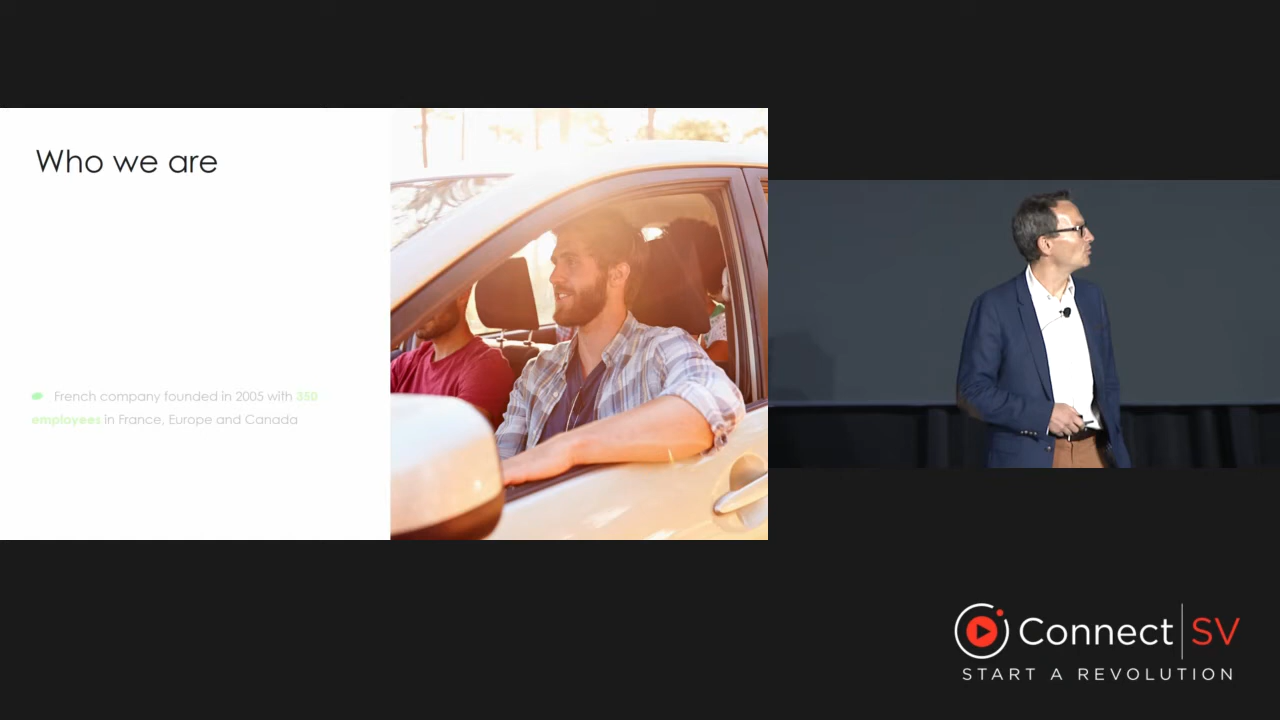 Who we are
French company founded in 2005 with 350
employees in France, Europe and Canada
Connect SV
START A REVOLUTION